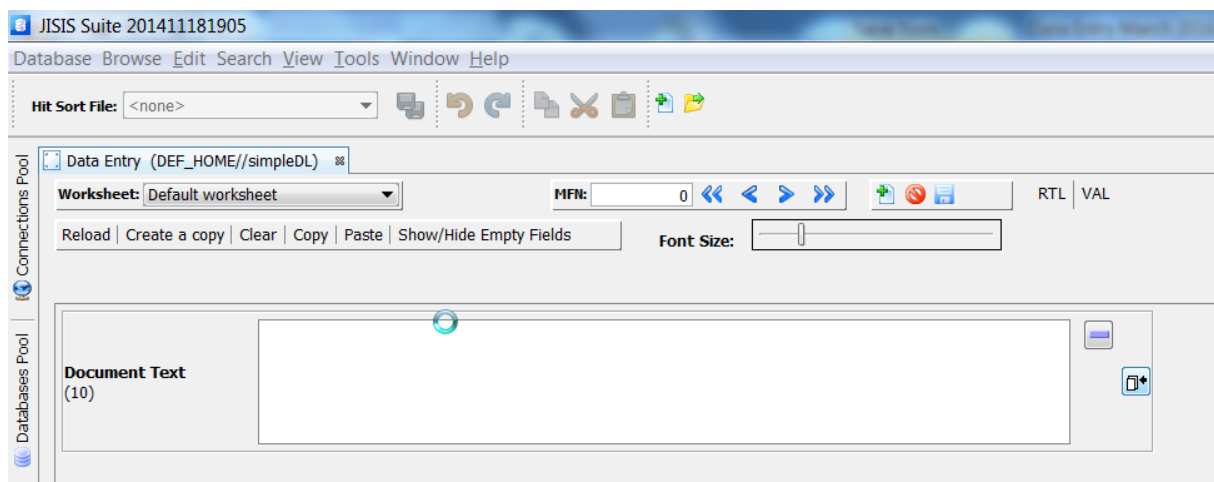 JISIS Suite 201411181905
Database Browse Edit Search View Tools Window Help
Hit Sort File: <none>
Connections Pool
Databases Pool
Data Entry (DEF_HOME//simpleDL)
Worksheet: Default worksheet MFN: 0 RTL VAL
Reload Create a copy Clear Copy Paste Show/Hide Empty Fields Font Size:
Document Text
(10)